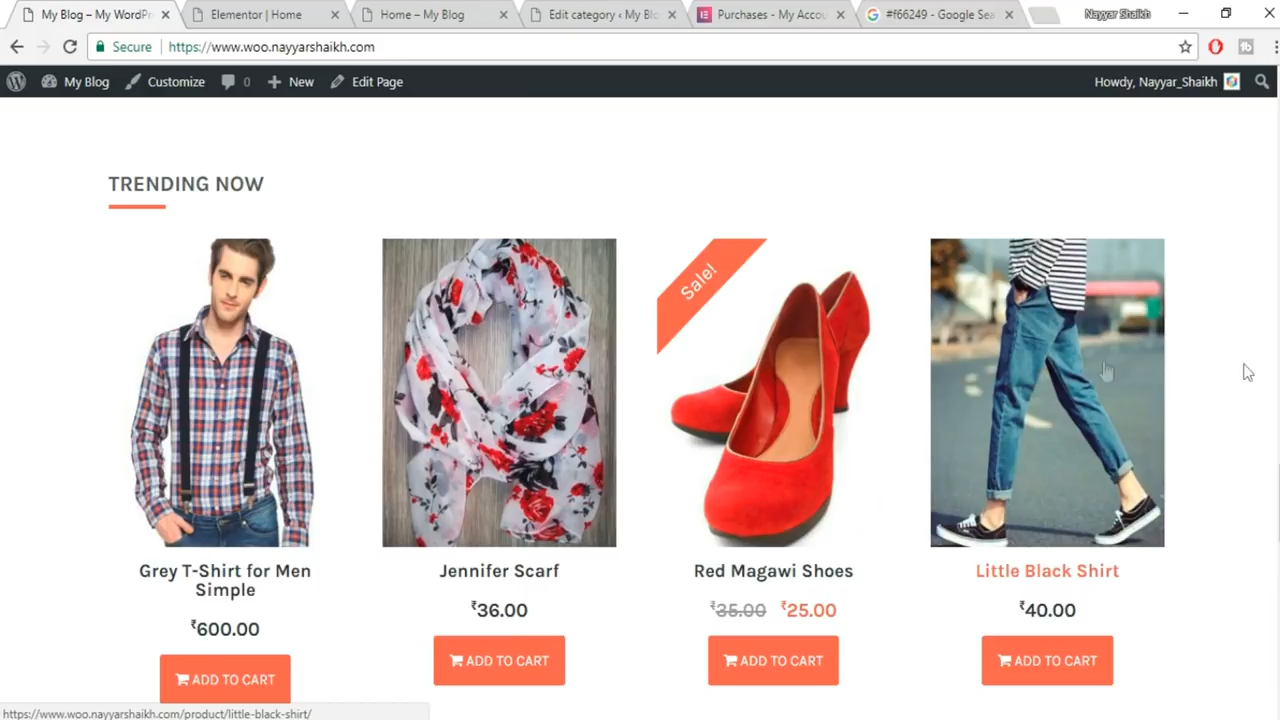 My Blog – My WordPr
Elementor | Home
Home – My Blog
Edit category ‹ My Blo
Purchases - My Accou
#f66249 - Google Sea
Nayyar Shaikh
Secure
https://www.woo.nayyarshaikh.com
My Blog
Customize
0
New
Edit Page
Howdy, Nayyar_Shaikh
TRENDING NOW
Sale!
Grey T-Shirt for Men
Simple
₹600.00
ADD TO CART
Jennifer Scarf
₹36.00
ADD TO CART
Red Magawi Shoes
₹35.00 ₹25.00
ADD TO CART
Little Black Shirt
₹40.00
ADD TO CART
https://www.woo.nayyarshaikh.com/product/little-black-shirt/